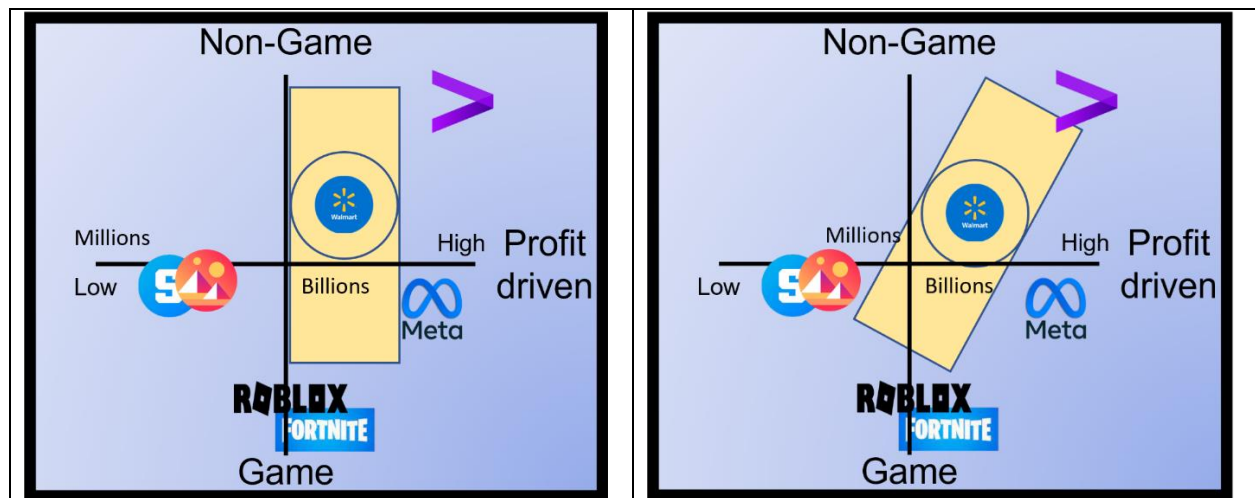 Non-Game
Walmart
Millions
High
Profit
driven
Low
S
Billions
Meta
ROBLOX
FORTNITE
Game
Non-Game
Walmart
Millions
High
Profit
driven
Low
S
Billions
Meta
ROBLOX
FORTNITE
Game